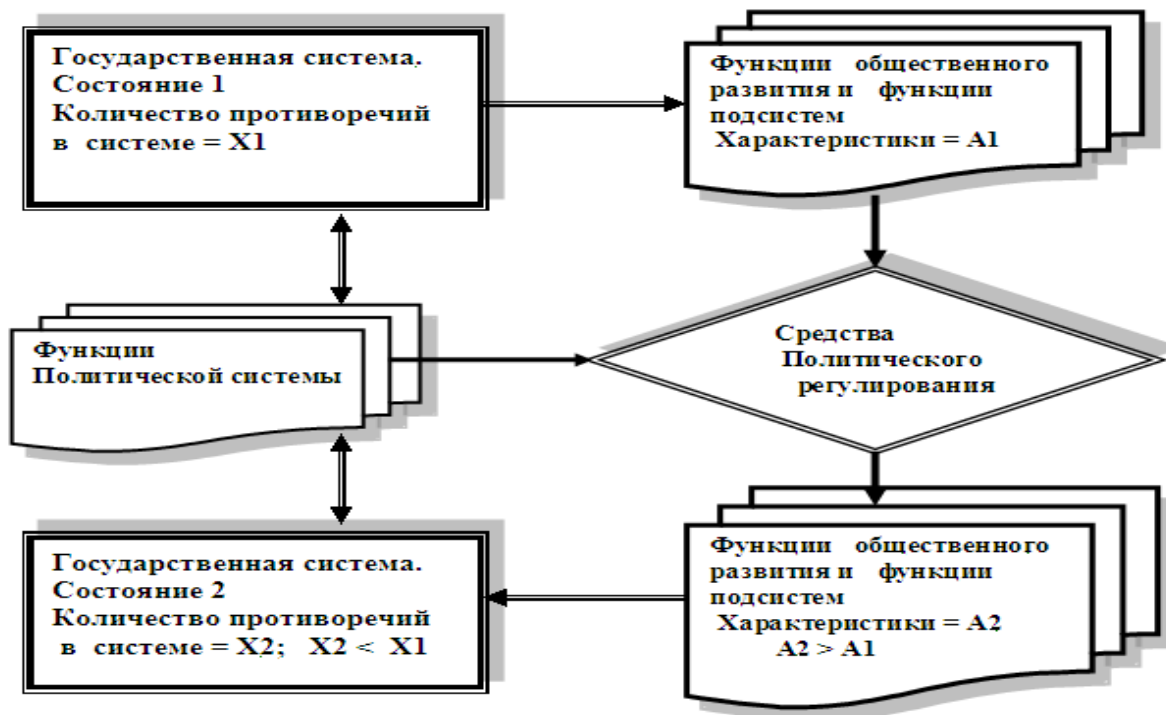 Государственная система.
Состояние 1
Количество противоречий
в системе = X1
Функции общественного
развития и функции
подсистем
Характеристики = А1
Функции
Политической системы
Средства
Политического
регулирования
Государственная система.
Состояние 2
Количество противоречий
в системе = X2; X2 < X1
Функции общественного
развития и функции
подсистем
Характеристики = А2
А2 > А1